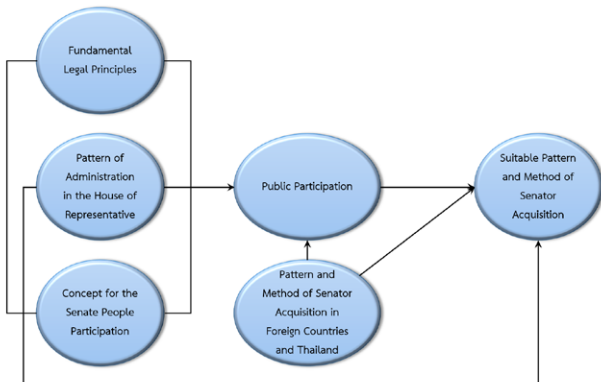 Fundamental
Legal Principles
Pattern of
Administration
in the House of
Representative
Public Participation
Suitable Pattern
and Method of
Senator
Acquisition
Concept for the
Senate People
Participation
Pattern and
Method of Senator
Acquisition in
Foreign Countries
and Thailand